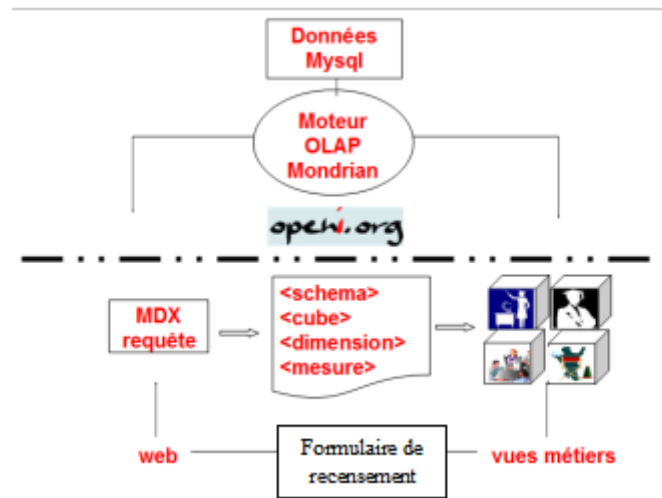 Données
Mysql
Moteur
OLAP
Mondrian
openi.org
MDX
requête
<schema>
<cube>
<dimension>
<mesure>
web
Formulaire de
recensement
vues métiers